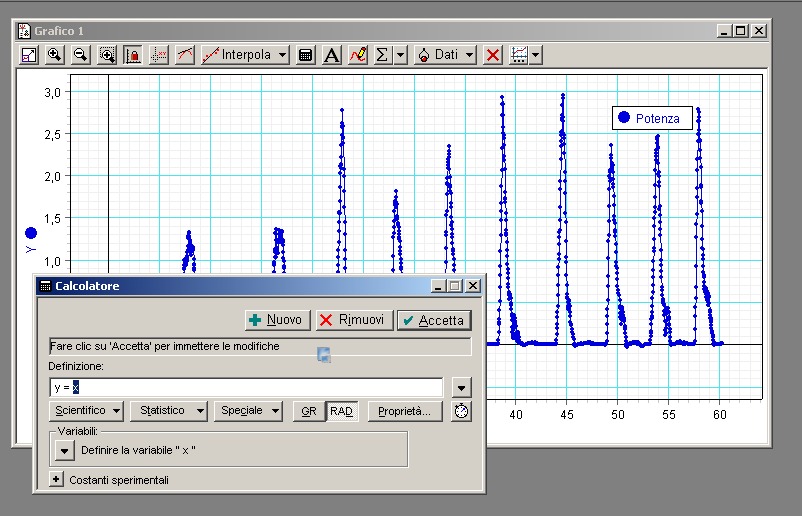 Grafico 1
Interpola A Σ Dati
3,0
2,5
2,0
1,5
1,0
Y
Potenza
Calcolatore
Nuovo Rimuovi Accetta
Fare clic su 'Accetta' per immettere le modifiche
Definizione:
y = x
Scientifico Statistico Speciale GR RAD Proprietà...
Variabili:
Definire la variabile " x "
Costanti sperimentali
40 45 50 55 60